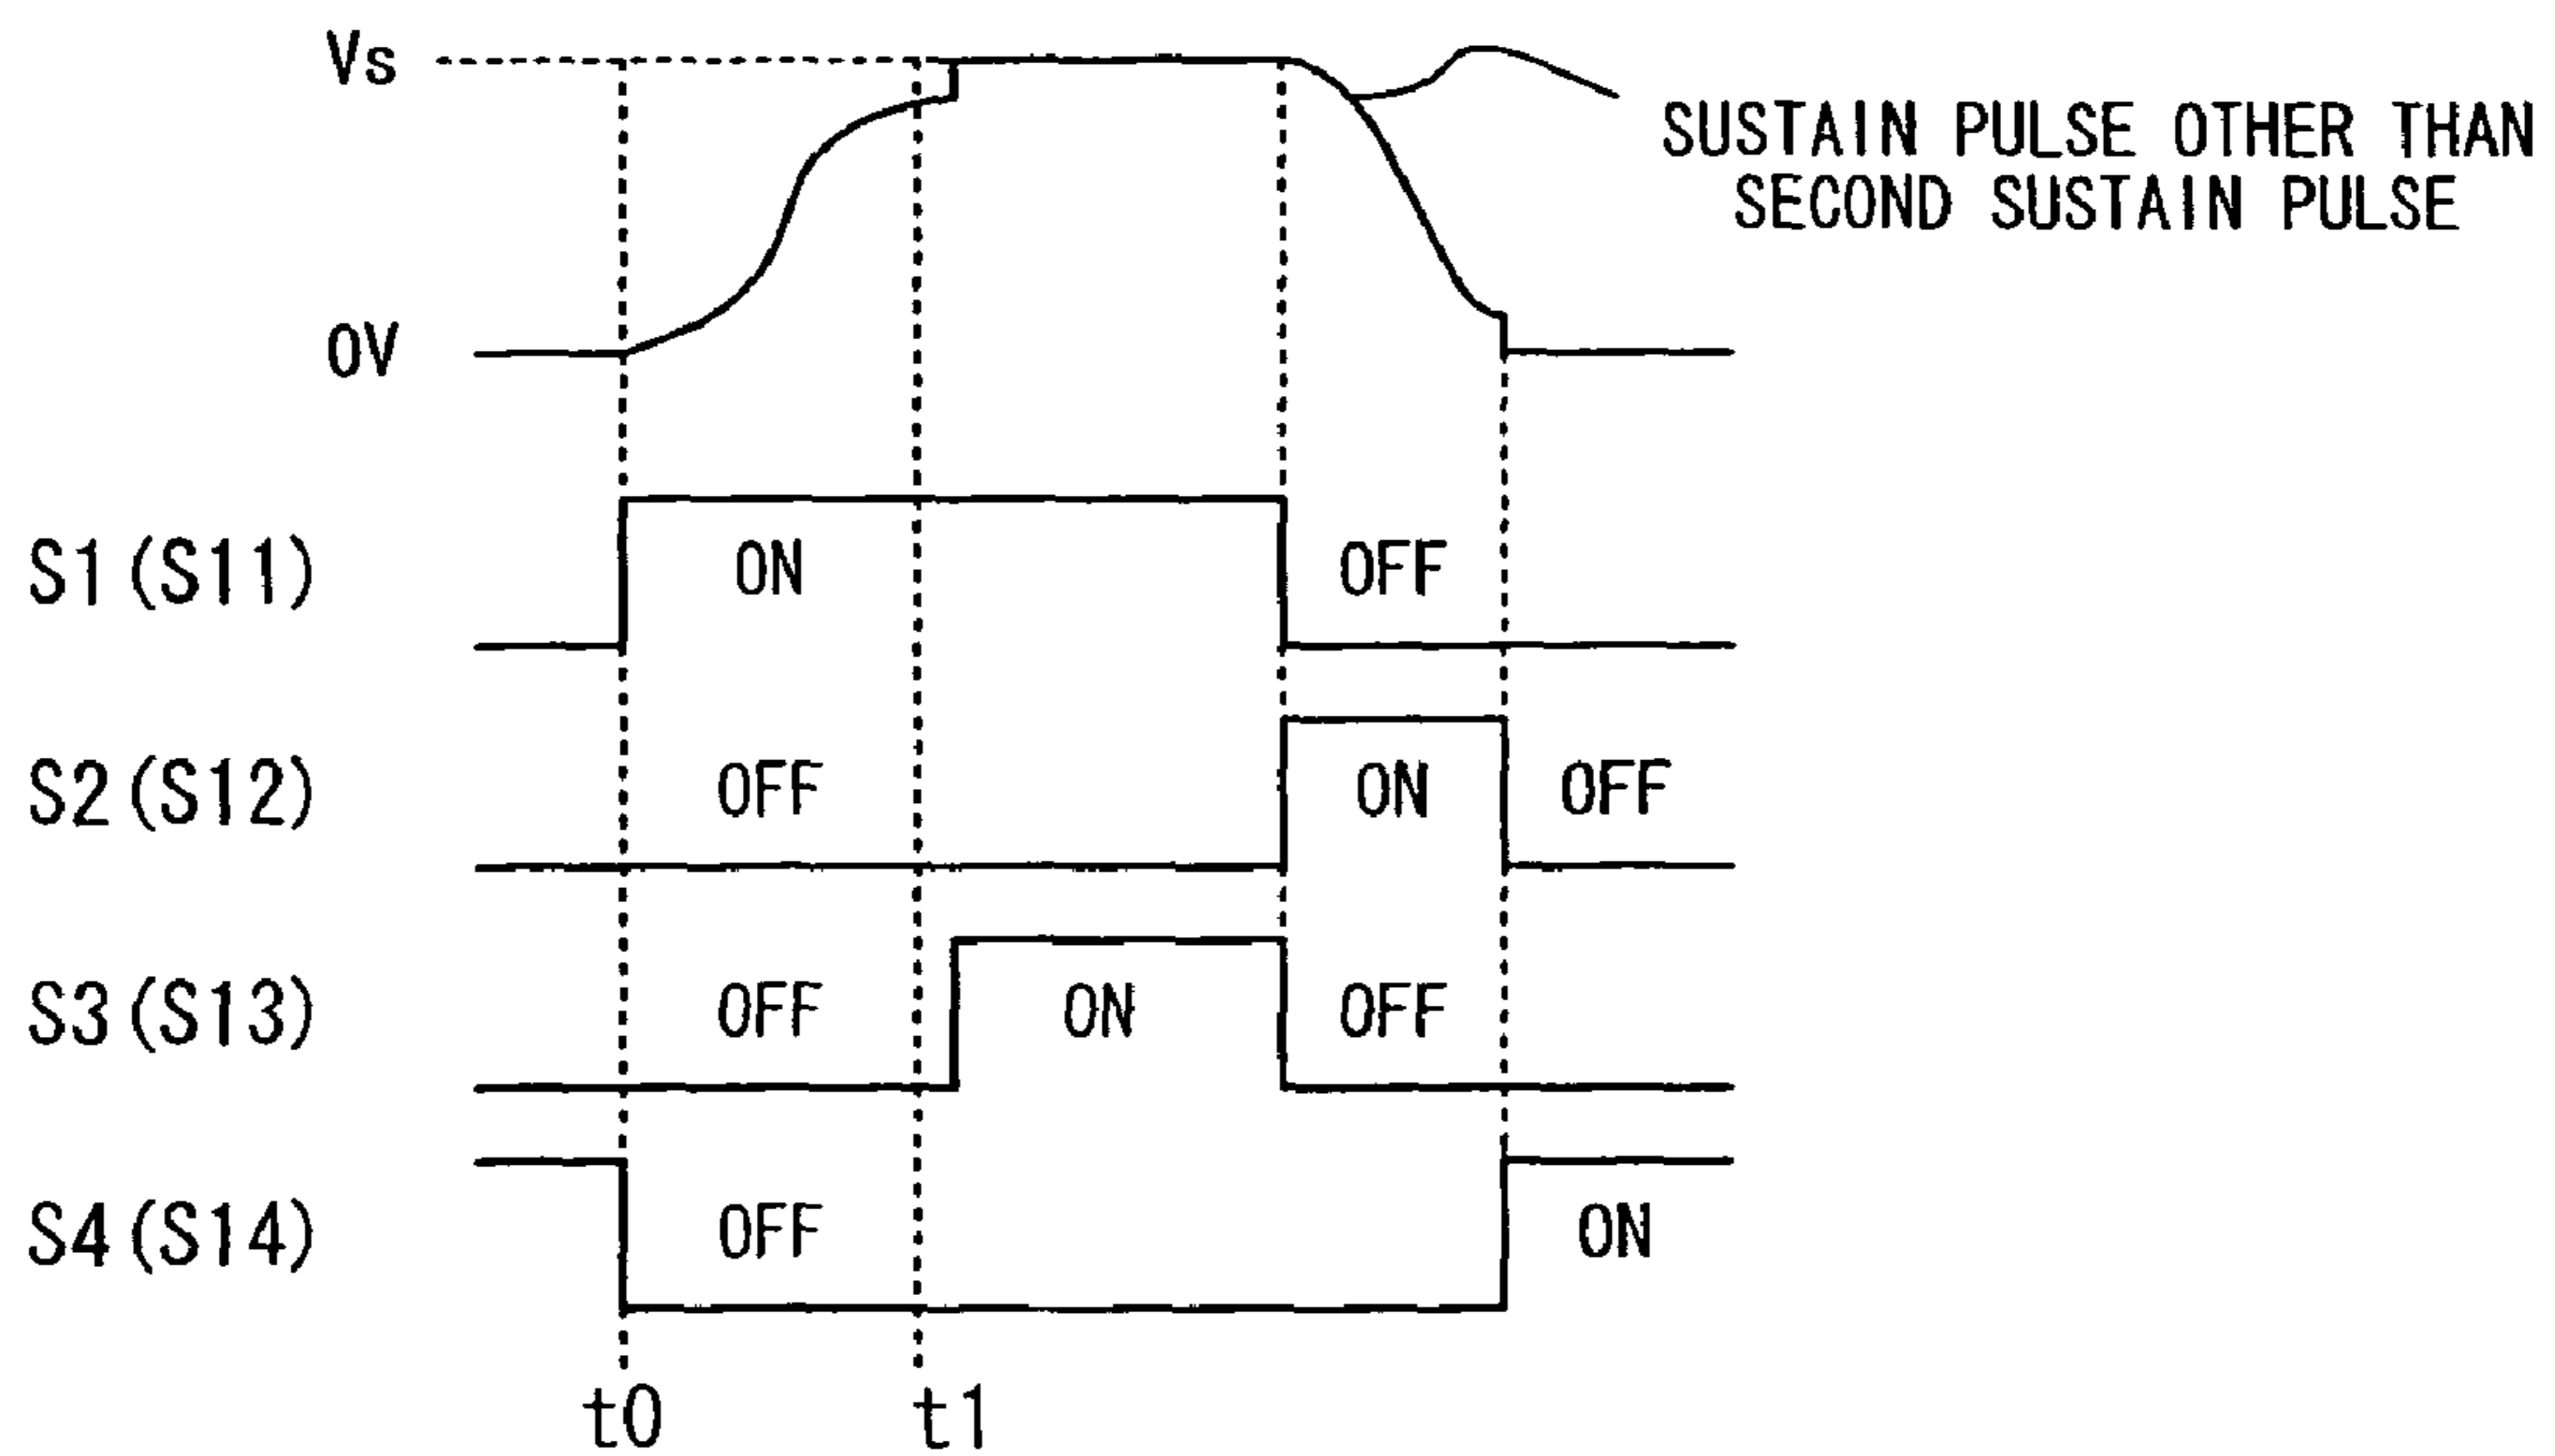 Vs
SUSTAIN PULSE OTHER THAN
SECOND SUSTAIN PULSE
0V
S1(S11)
ON
OFF
S2(S12)
OFF
ON
OFF
S3(S13)
OFF
ON
OFF
S4(S14)
OFF
ON
t0
t1